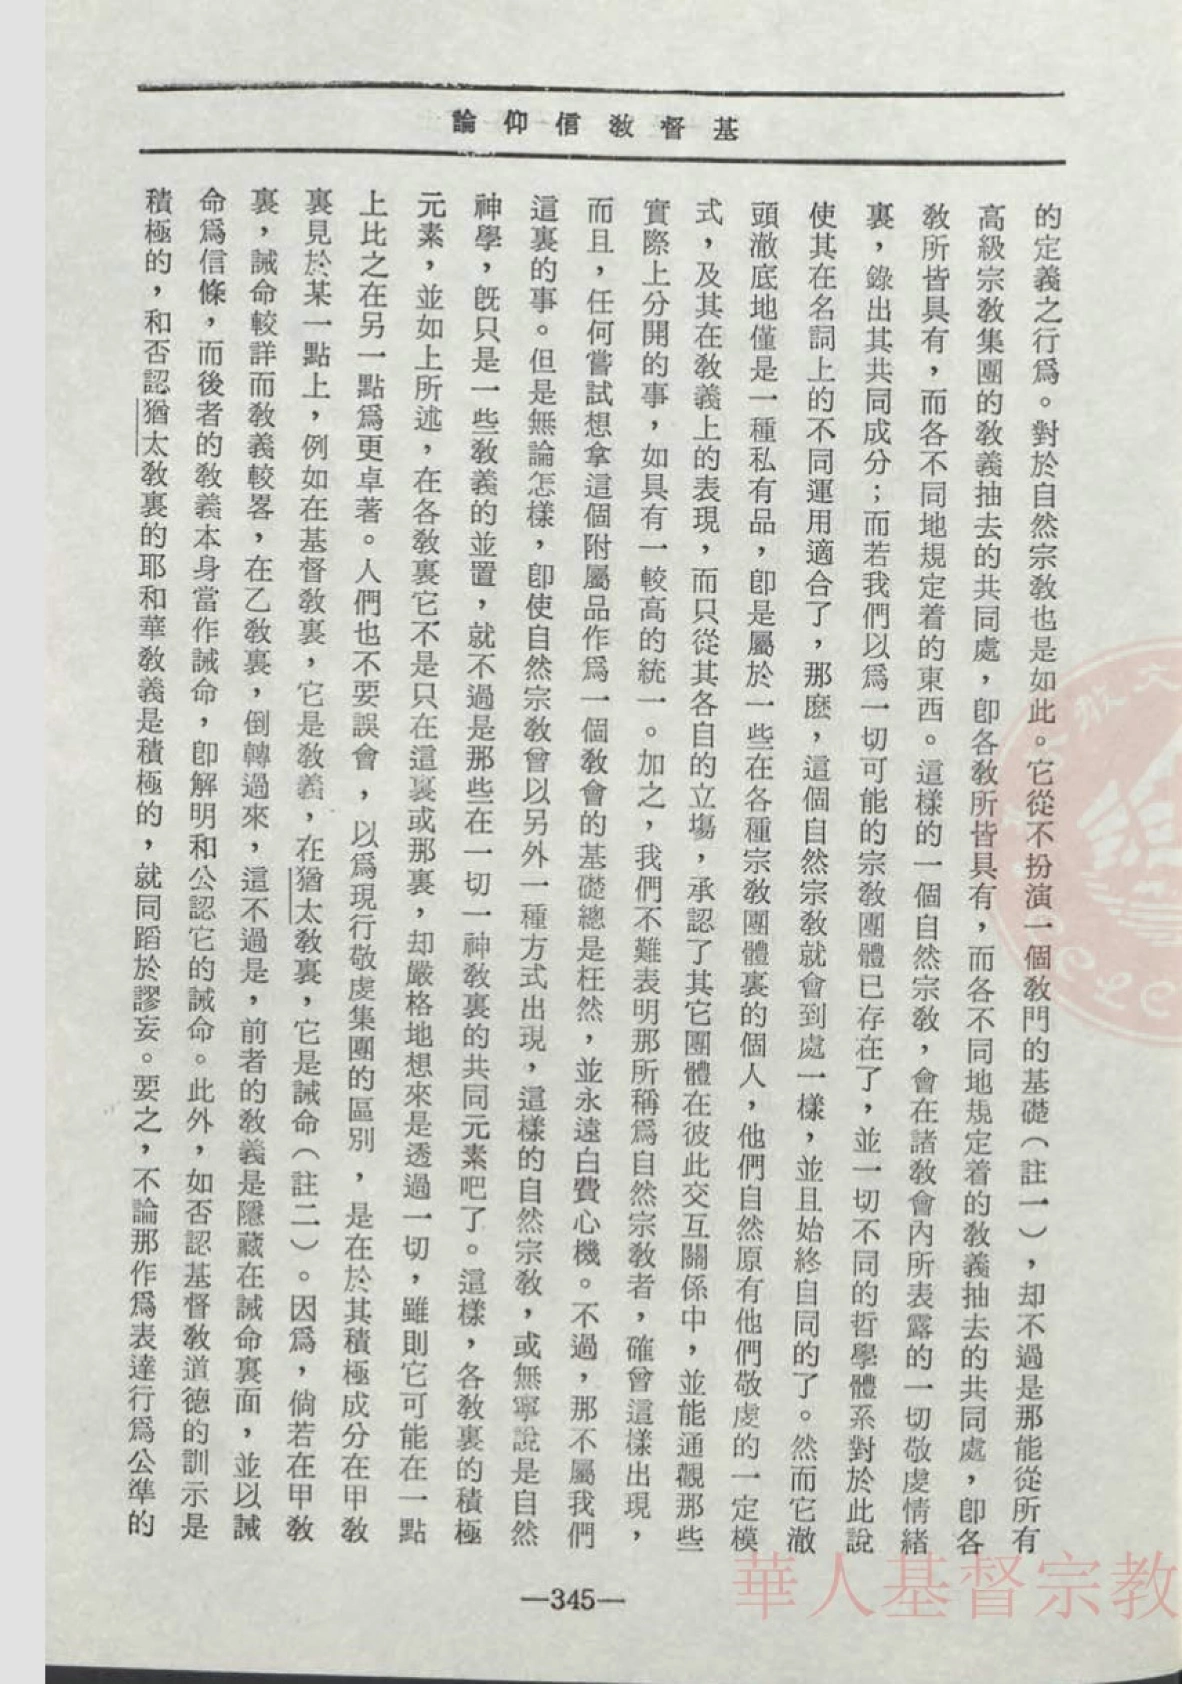 基督教信仰論
的定義之行爲。對於自然宗教也是如此。它從不扮演一個教門的基礎（註一），却不過是那能從所有
高級宗教集團的教義抽去的共同處，卽各教所皆具有，而各不同地規定着的教義抽去的共同處，卽各
教所皆具有，而各不同地規定着的東西。這樣的一個自然宗教，會在諸教會內所表露的一切敬虔情緒
裏，錄出其共同成分；而若我們以爲一切可能的宗教團體已存在了，並一切不同的哲學體系對於此說
使其在名詞上的不同運用適合了，那麽，這個自然宗教就會到處一樣，並且始終自同的了。然而它澈
頭澈底地僅是一種私有品，卽是屬於一些在各種宗教團體裏的個人，他們自然原有他們敬虔的一定模
式，及其在教義上的表現，而只從其各自的立場，承認了其它團體在彼此交互關係中，並能通觀那些
實際上分開的事，如具有一較高的統一。加之，我們不難表明那所稱爲自然宗教者，確曾這樣出現，
而且，任何嘗試想拿這個附屬品作爲一個教會的基礎總是枉然，並永遠白費心機。不過，那不屬我們
這裏的事。但是無論怎樣，卽使自然宗教曾以另外一種方式出現，這樣的自然宗教，或無寧說是自然
神學，旣只是一些教義的並置，就不過是那些在一切一神教裏的共同元素吧了。這樣，各教裏的積極
元素，並如上所述，在各教裏它不是只在這裏或那裏，却嚴格地想來是透過一切，雖則它可能在一點
上比之在另一點爲更卓著。人們也不要誤會，以爲現行敬虔集團的區別，是在於其積極成分在甲教
裏見於某一點上，例如在基督教裏，它是教義，在猶太教裏，它是誡命（註二）。因爲，倘若在甲教
裏，誡命較詳而教義較畧，在乙教裏，倒轉過來，這不過是，前者的教義是隱藏在誡命裏面，並以誡
命爲信條，而後者的教義本身當作誡命，卽解明和公認它的誡命。此外，如否認基督教道德的訓示是
積極的，和否認猶太教裏的耶和華教義是積極的，就同蹈於謬妄。要之，不論那作爲表達行爲公準的
—345—
華人基督宗教